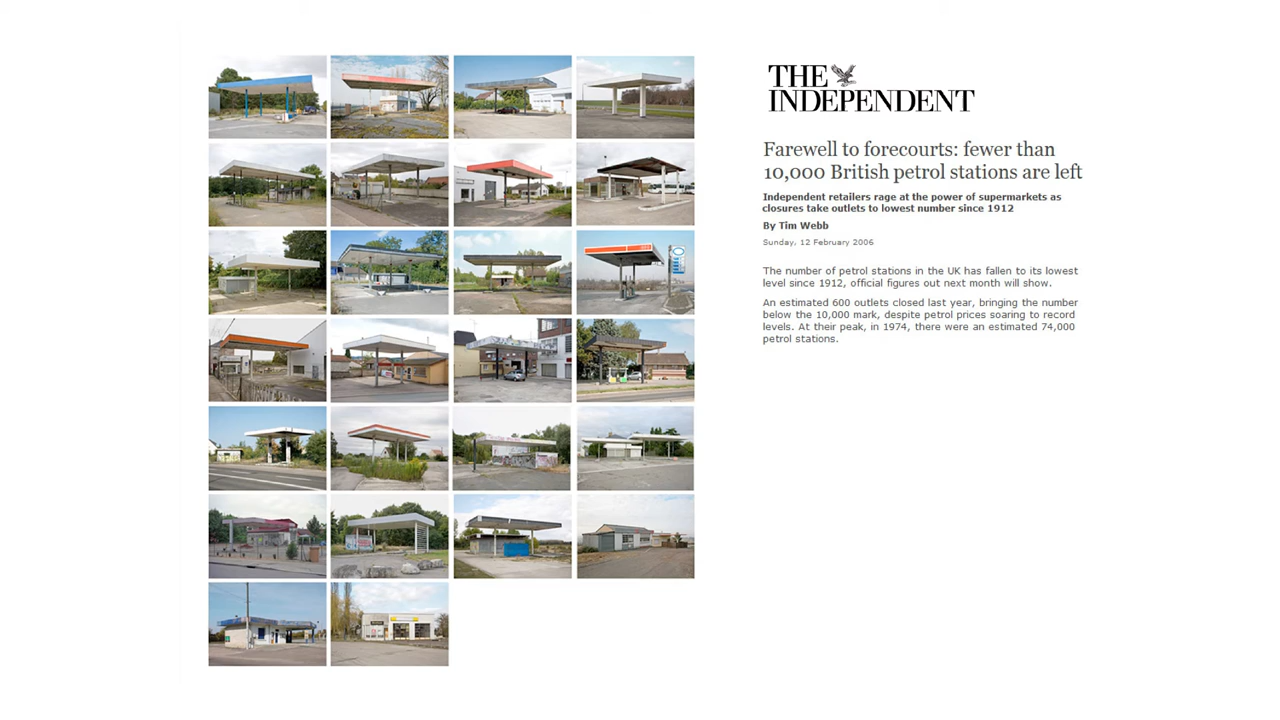 THE
INDEPENDENT
Farewell to forecourts: fewer than
10,000 British petrol stations are left
Independent retailers rage at the power of supermarkets as
closures take outlets to lowest number since 1912
By Tim Webb
Sunday, 12 February 2006
The number of petrol stations in the UK has fallen to its lowest
level since 1912, official figures out next month will show.
An estimated 600 outlets closed last year, bringing the number
below the 10,000 mark, despite petrol prices soaring to record
levels. At their peak, in 1974, there were an estimated 74,000
petrol stations.